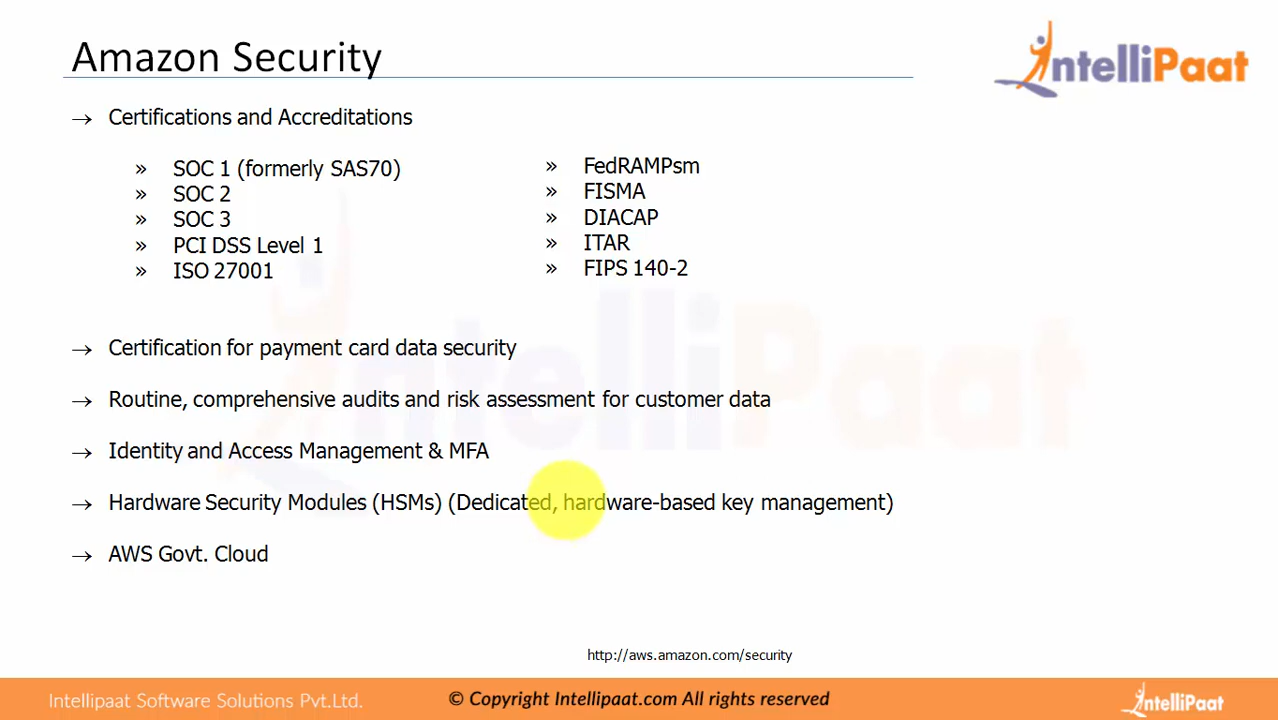 Amazon Security
IntelliPaat
→ Certifications and Accreditations
» SOC 1 (formerly SAS70)
» SOC 2
» SOC 3
» PCI DSS Level 1
» ISO 27001
» FedRAMPsm
» FISMA
» DIACAP
» ITAR
» FIPS 140-2
→ Certification for payment card data security
→ Routine, comprehensive audits and risk assessment for customer data
→ Identity and Access Management & MFA
→ Hardware Security Modules (HSMs) (Dedicated, hardware-based key management)
→ AWS Govt. Cloud
IntelliPaat
http://aws.amazon.com/security
Intellipaat Software Solutions Pvt.Ltd.
© Copyright Intellipaat.com All rights reserved
IntelliPaat